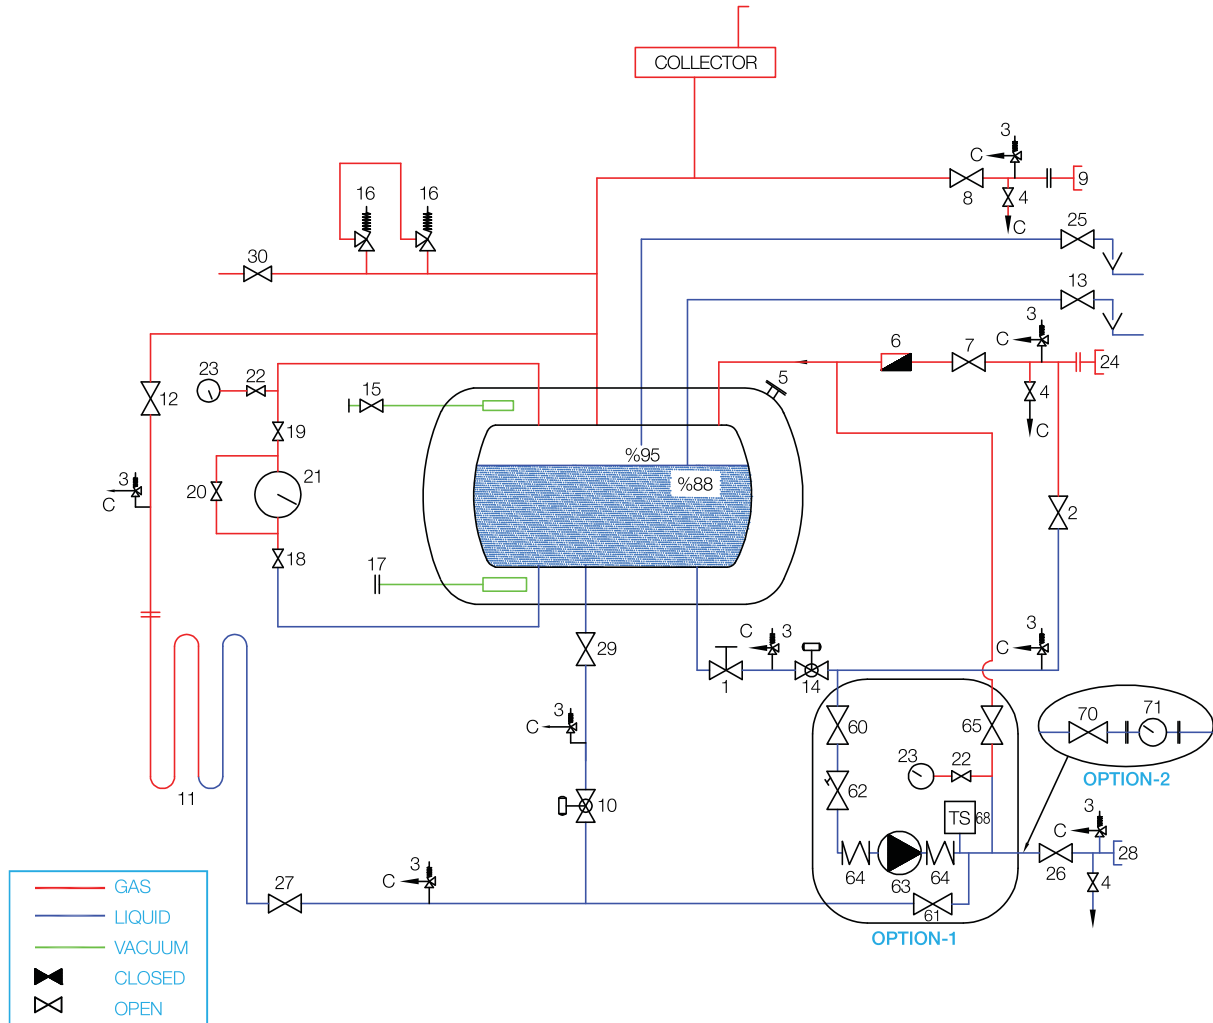 COLLECTOR
3
C
9
8
4
C
16
16
25
30
13
3
6
7
C
24
23
22
15
5
12
4
C
19
%95
3
21
%88
20
C
2
18
17
3
C
3
C
29
1
14
3
60
65
70
71
C
23
22
OPTION-2
62
11
10
TS
68
3
C
28
64
63
64
26
3
C
27
4
61
GAS
LIQUID
VACUUM
CLOSED
OPEN
OPTION-1